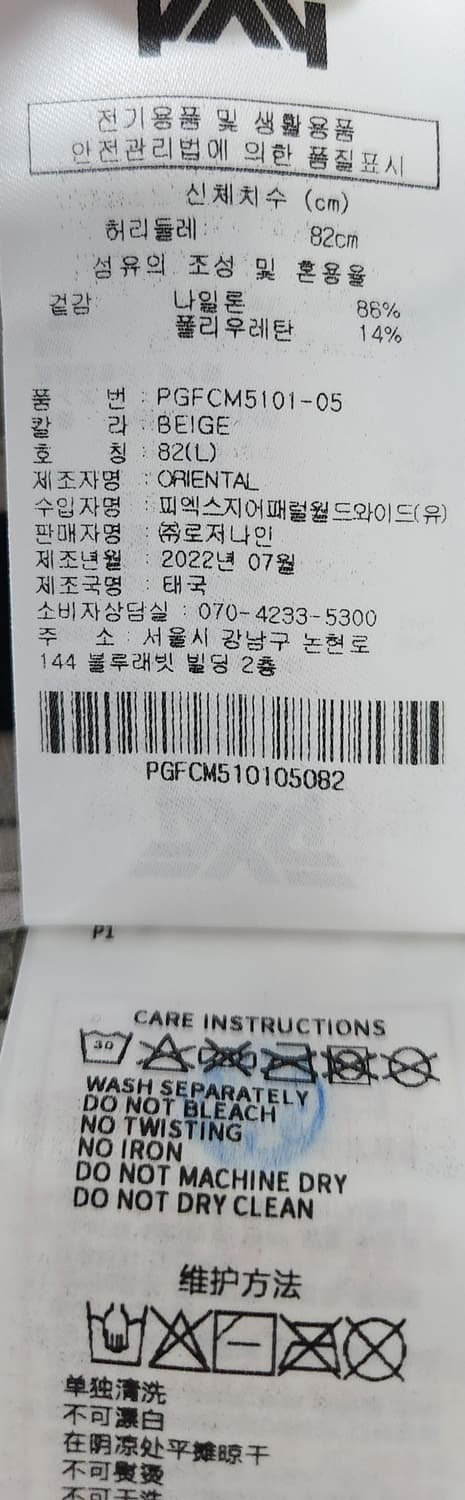 전기용품 및 생활용품
안전관리법에 의한 품질표시
신체치수 (cm)
허리둘레: 82cm
섬유의 조성 및 혼용율
겉감 나일론 86%
폴리우레탄 14%
품 번 : PGFCM5101-05
칼 라 : BEIGE
호 칭 : 82(L)
제조자명 : ORIENTAL
수입자명 : 피엑스지어패럴월드와이드(유)
판매자명 : ㈜로저나인
제조년월 : 2022년 07월
제조국명 : 태국
소비자상담실 : 070-4233-5300
주 소 : 서울시 강남구 논현로
144 블루래빗 빌딩 2층
PGFCM510105082
P1
CARE INSTRUCTIONS
30
WASH SEPARATELY
DO NOT BLEACH
NO TWISTING
NO IRON
DO NOT MACHINE DRY
DO NOT DRY CLEAN
维护方法
单独清洗
不可漂白
在阴凉处平摊晾干
不可熨烫
不可干洗